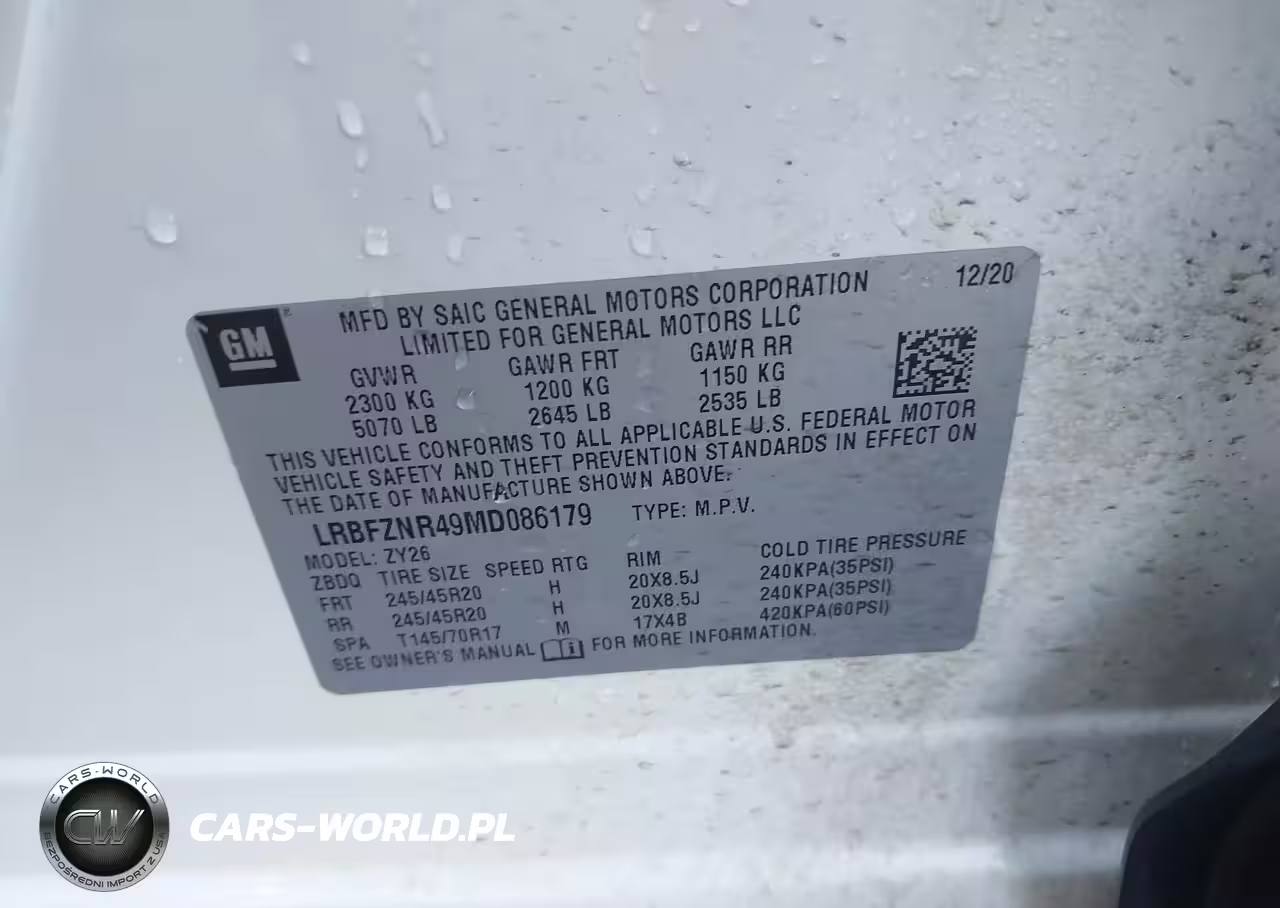 GM
MFD BY SAIC GENERAL MOTORS CORPORATION 12/20
LIMITED FOR GENERAL MOTORS LLC
GVWR GAWR FRT GAWR RR
2300 KG 1200 KG 1150 KG
5070 LB 2645 LB 2535 LB
THIS VEHICLE CONFORMS TO ALL APPLICABLE U.S. FEDERAL MOTOR
VEHICLE SAFETY AND THEFT PREVENTION STANDARDS IN EFFECT ON
THE DATE OF MANUFACTURE SHOWN ABOVE.
LRBFZNR49MD086179 TYPE: M.P.V.
MODEL: ZY26
ZBDQ TIRE SIZE SPEED RTG RIM COLD TIRE PRESSURE
FRT 245/45R20 H 20X8.5J 240KPA(35PSI)
RR 245/45R20 H 20X8.5J 240KPA(35PSI)
SPA T145/70R17 M 17X4B 420KPA(60PSI)
SEE OWNER'S MANUAL FOR MORE INFORMATION.
CARS-WORLD
CW
BEZPOŚREDNI IMPORT Z USA
CARS-WORLD.PL